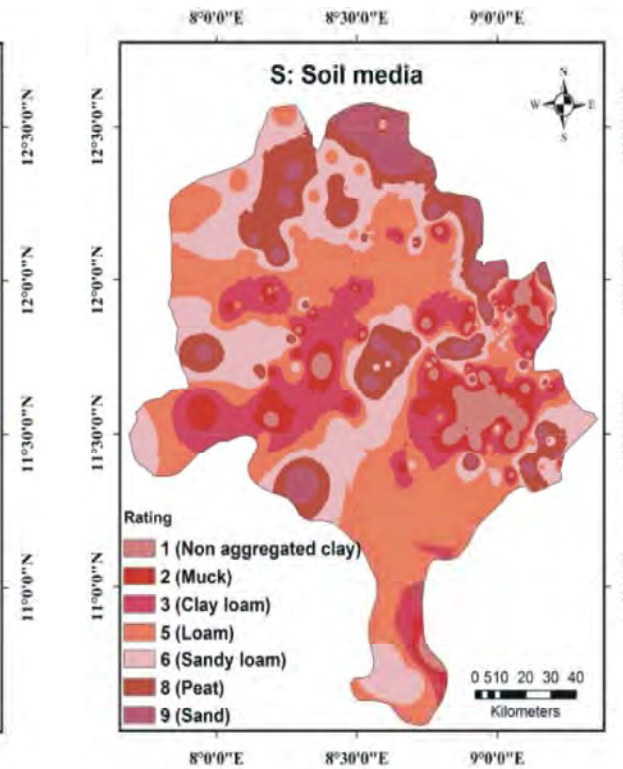 8°0'0"E 8°30'0"E 9°0'0"E
S: Soil media
N
W E
S
12°30'0"N 12°30'0"N
12°0'0"N 12°0'0"N
11°30'0"N 11°30'0"N
11°0'0"N 11°0'0"N
Rating
1 (Non aggregated clay)
2 (Muck)
3 (Clay loam)
5 (Loam)
6 (Sandy loam)
8 (Peat)
9 (Sand)
0 5 10 20 30 40
Kilometers
8°0'0"E 8°30'0"E 9°0'0"E